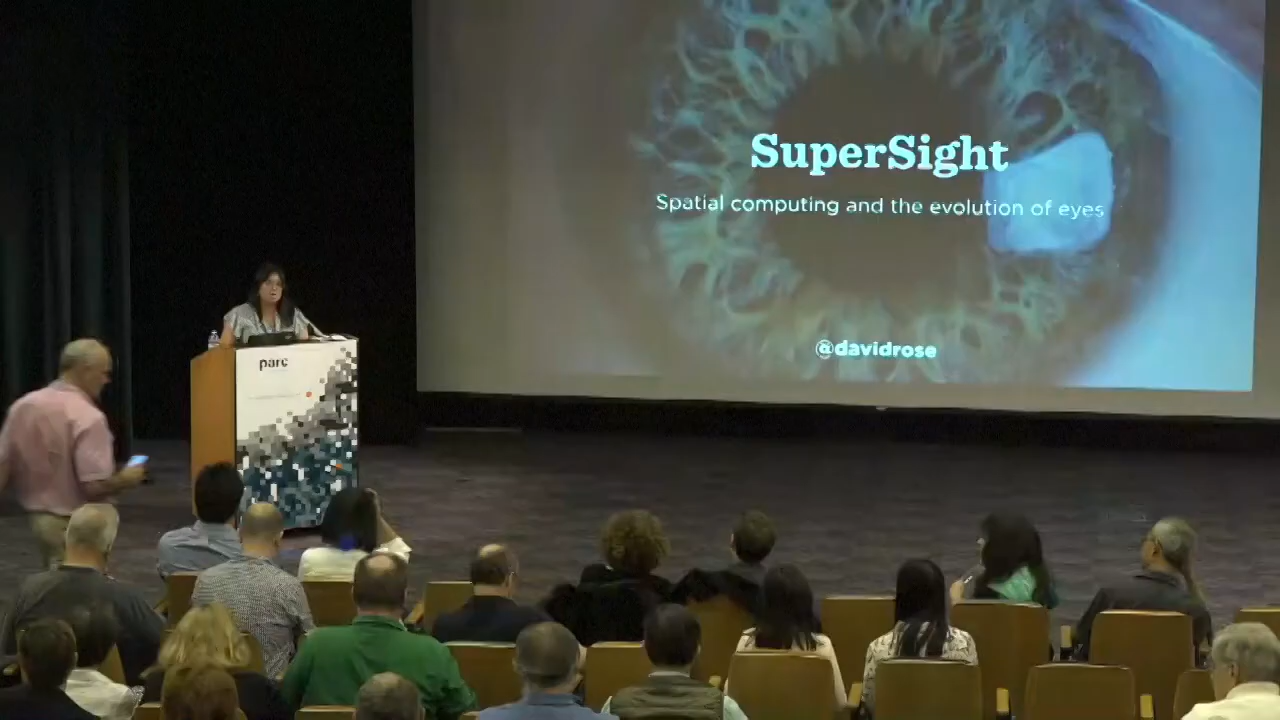 SuperSight
Spatial computing and the evolution of eyes
@davidrose
parc